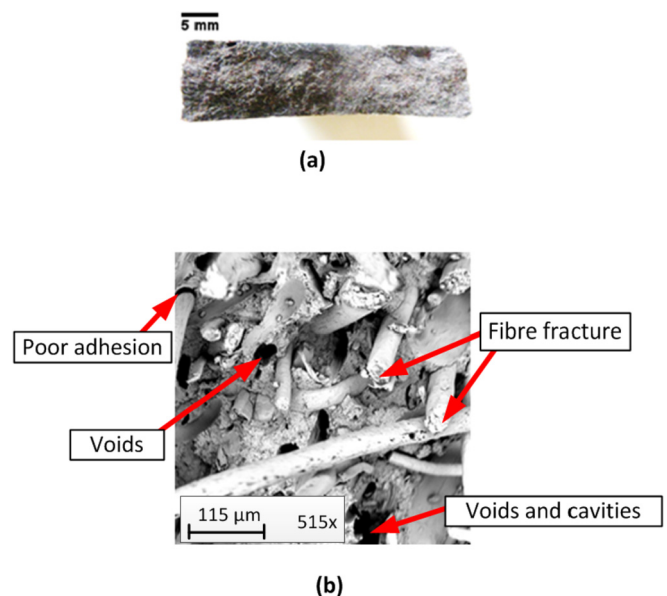 5 mm
(a)
Poor adhesion
Fibre fracture
Voids
115 µm 515x
Voids and cavities
(b)